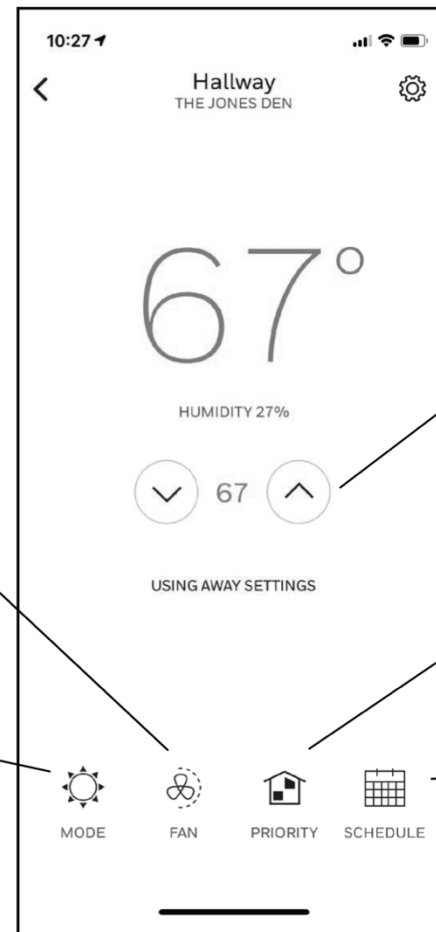 10:27
Hallway
THE JONES DEN
67°
HUMIDITY 27%
67
USING AWAY SETTINGS
MODE FAN PRIORITY SCHEDULE